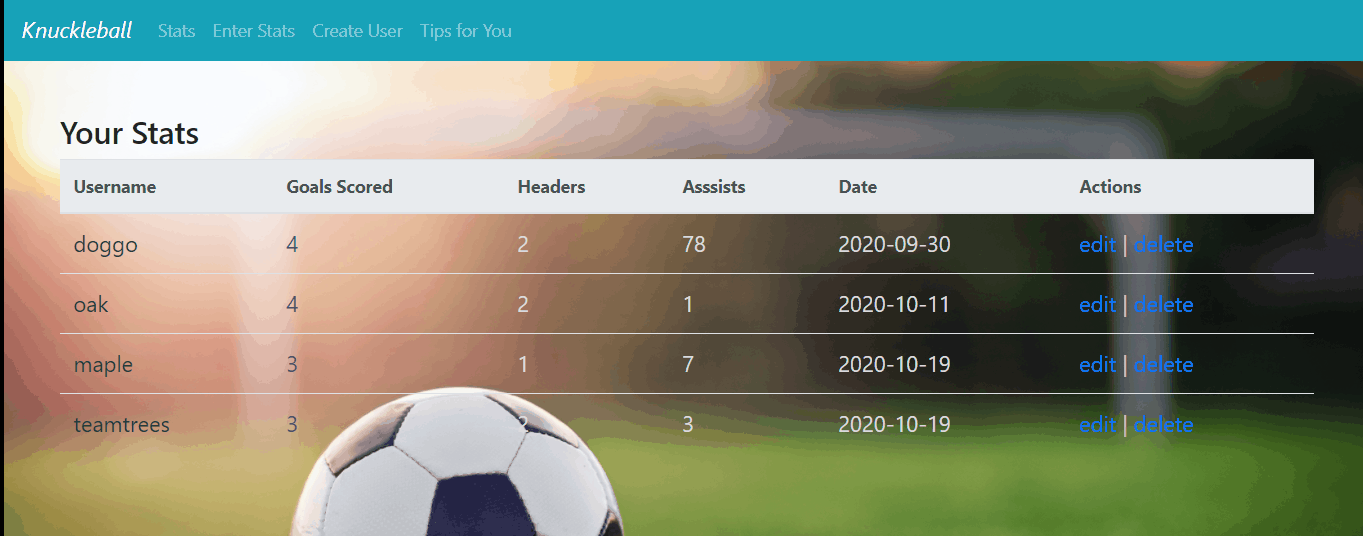 Knuckleball Stats Enter Stats Create User Tips for You
Your Stats
Username Goals Scored Headers Asssists Date Actions
doggo 4 2 78 2020-09-30 edit | delete
oak 4 2 1 2020-10-11 edit | delete
maple 3 1 7 2020-10-19 edit | delete
teamtrees 3 2 3 2020-10-19 edit | delete